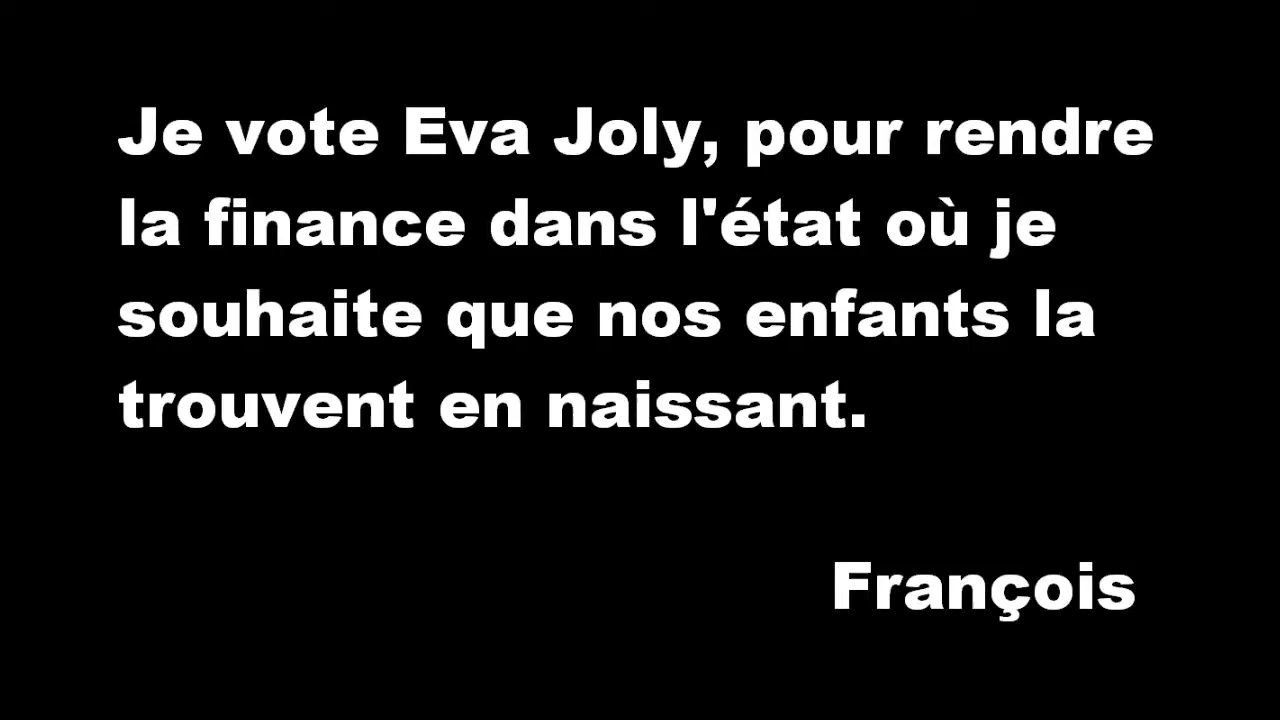 Je vote Eva Joly, pour rendre
la finance dans l'état où je
souhaite que nos enfants la
trouvent en naissant.
François